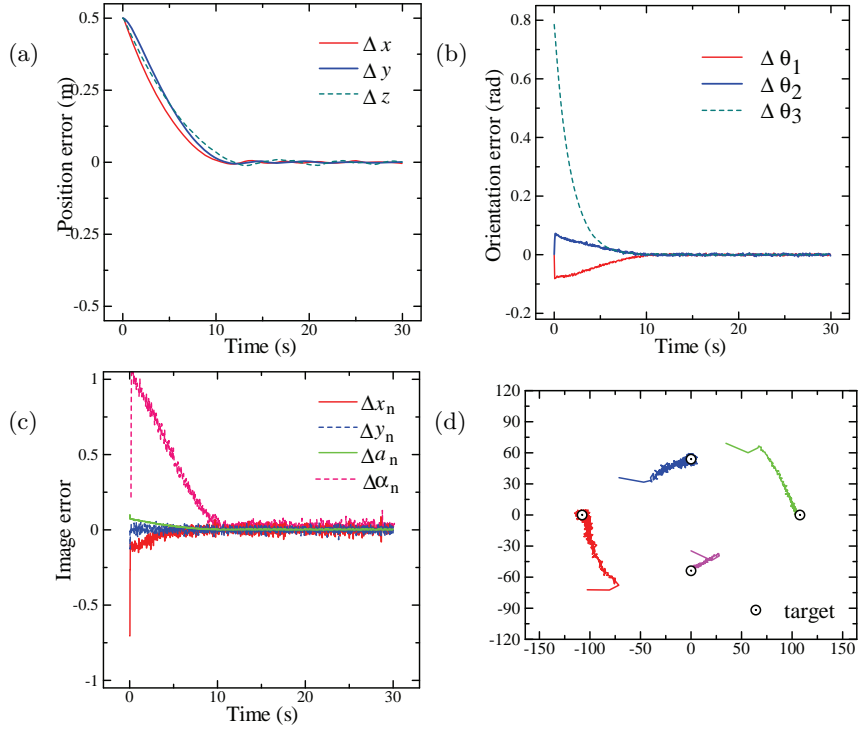 (a)
Position error (m)
0.5
0.25
0
-0.25
-0.5
Δ x
Δ y
Δ z
0 10 20 30
Time (s)
(b)
Orientation error (rad)
0.8
0.6
0.4
0.2
0
-0.2
Δ θ1
Δ θ2
Δ θ3
0 10 20 30
Time (s)
(c)
Image error
1
0.5
0
-0.5
-1
Δxn
Δyn
Δan
Δαn
0 10 20 30
Time (s)
(d)
120
90
60
30
0
-30
-60
-90
-120
target
-150 -100 -50 0 50 100 150